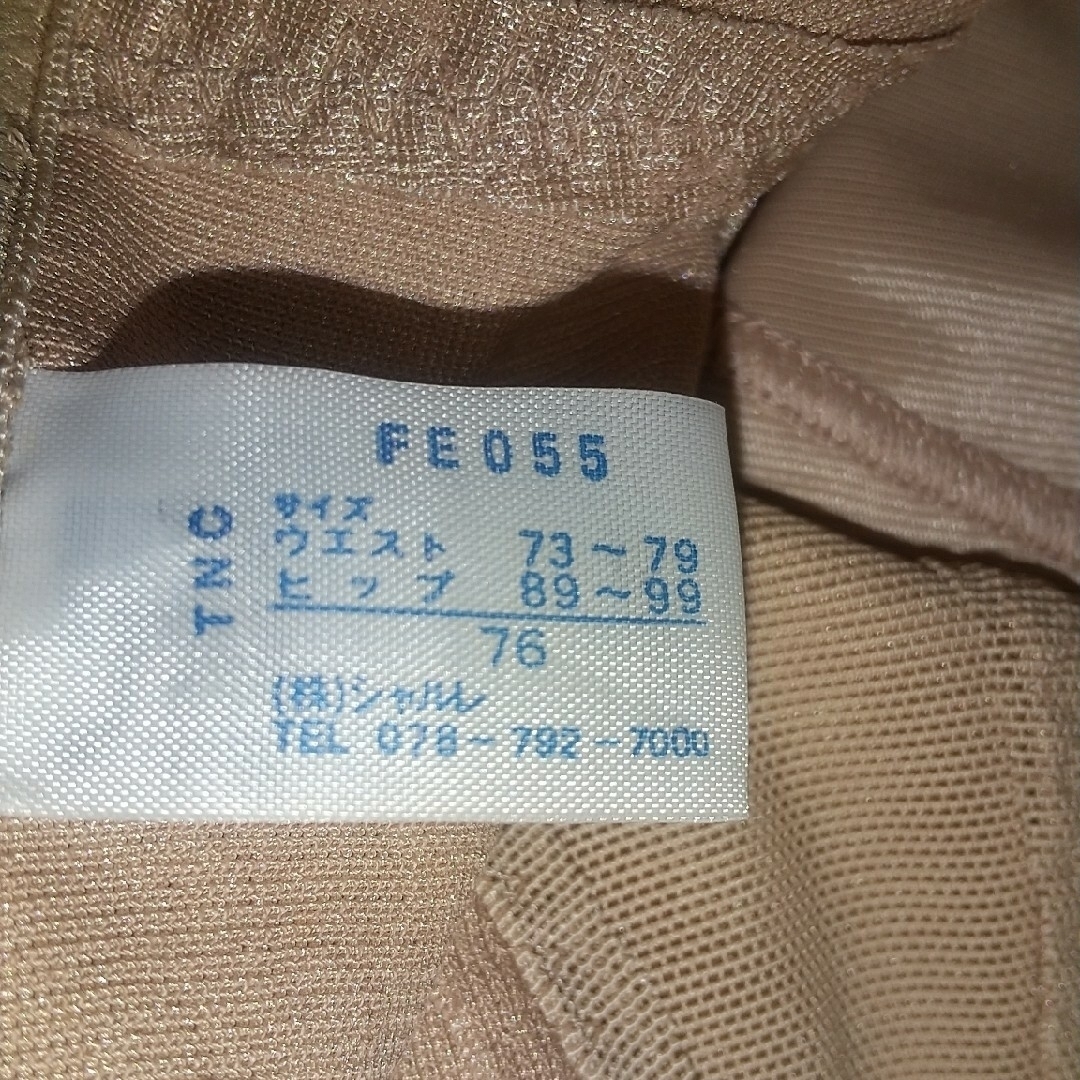 FE055
TNC
サイズ
ウエスト 73~79
ヒップ 89~99
76
(株)シャルレ
TEL 078-792-7000